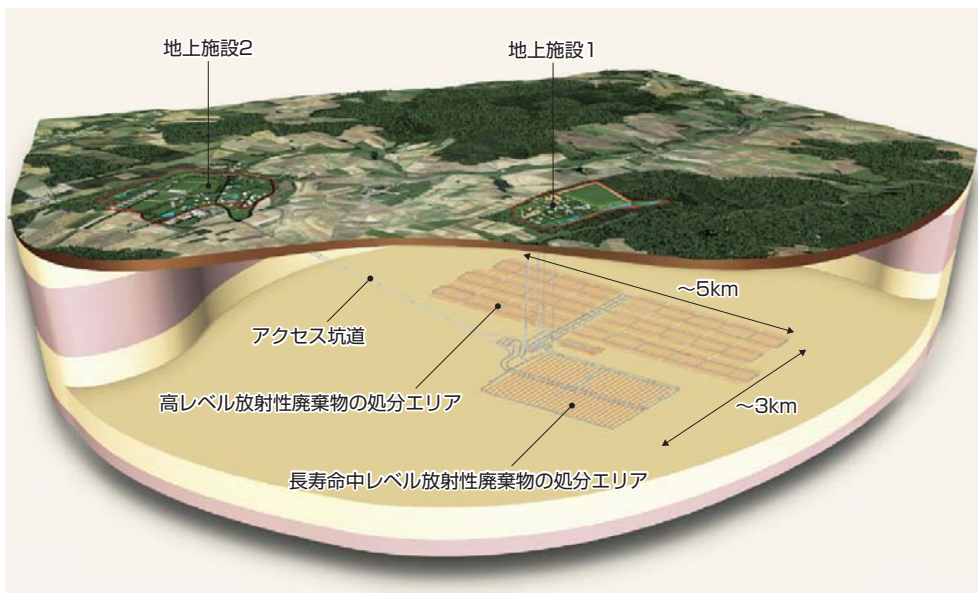 地上施設2
地上施設1
～5km
アクセス坑道
高レベル放射性廃棄物の処分エリア
～3km
長寿命中レベル放射性廃棄物の処分エリア